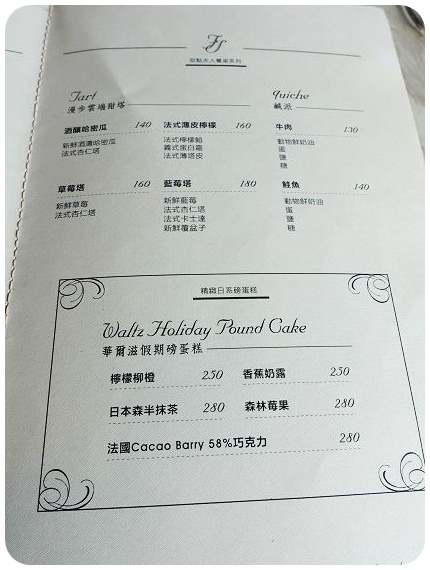 FS
甜點夫人饗宴系列
Tart
漫步雲端甜塔
酒釀哈密瓜 140
新鮮酒漬哈密瓜
法式杏仁塔
法式薄皮檸檬 160
法式檸檬餡
義式蛋白霜
法式薄塔皮
草莓塔 160
新鮮草莓
法式杏仁塔
藍莓塔 180
新鮮藍莓
法式杏仁塔
法式卡士達
新鮮覆盆子
Quiche
鹹派
牛肉 130
動物鮮奶油
蛋
鹽
糖
鮭魚 140
動物鮮奶油
蛋
鹽
糖
精緻日系磅蛋糕
Waltz Holiday Pound Cake
華爾滋假期磅蛋糕
檸檬柳橙 250
香蕉奶露 250
日本森半抹茶 280
森林莓果 280
法國Cacao Barry 58%巧克力 280